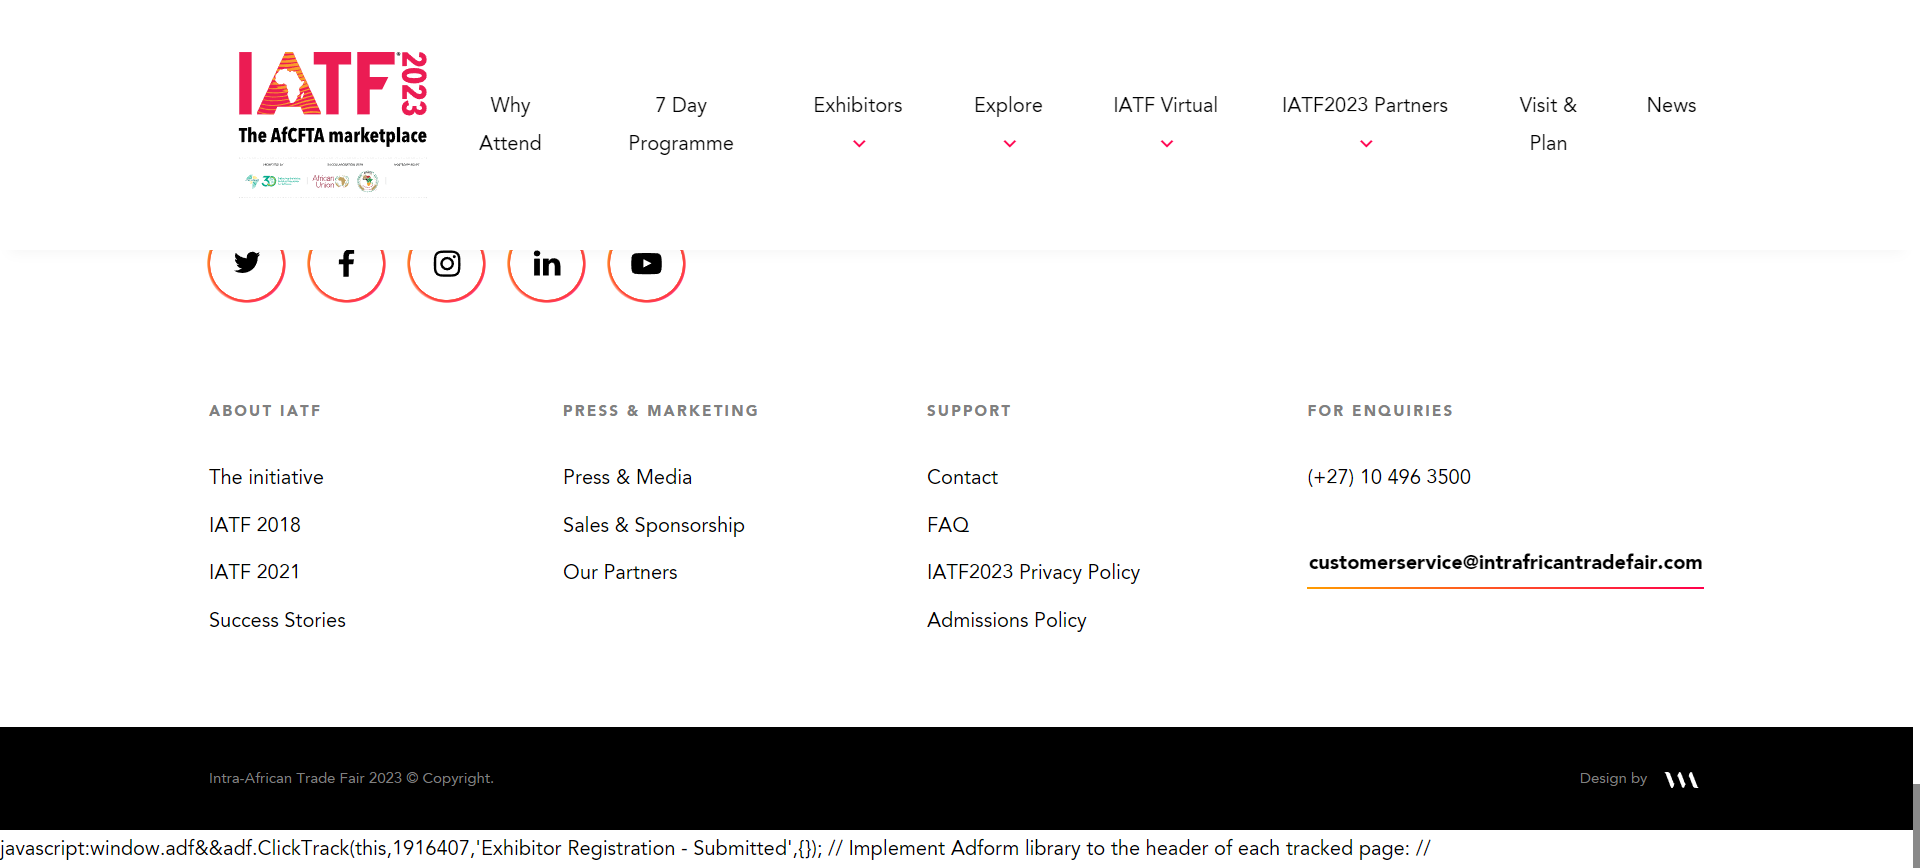 IATF 2023
The AfCFTA marketplace
African
Union
Why
Attend
7 Day
Programme
Exhibitors
Explore
IATF Virtual
IATF2023 Partners
Visit &
Plan
News
ABOUT IATF
The initiative
IATF 2018
IATF 2021
Success Stories
PRESS & MARKETING
Press & Media
Sales & Sponsorship
Our Partners
SUPPORT
Contact
FAQ
IATF2023 Privacy Policy
Admissions Policy
FOR ENQUIRIES
(+27) 10 496 3500
customerservice@intrafricantradefair.com
Intra-African Trade Fair 2023 © Copyright.
Design by
javascript:window.adf&&adf.ClickTrack(this,1916407,'Exhibitor Registration - Submitted',{}); // Implement Adform library to the header of each tracked page: //